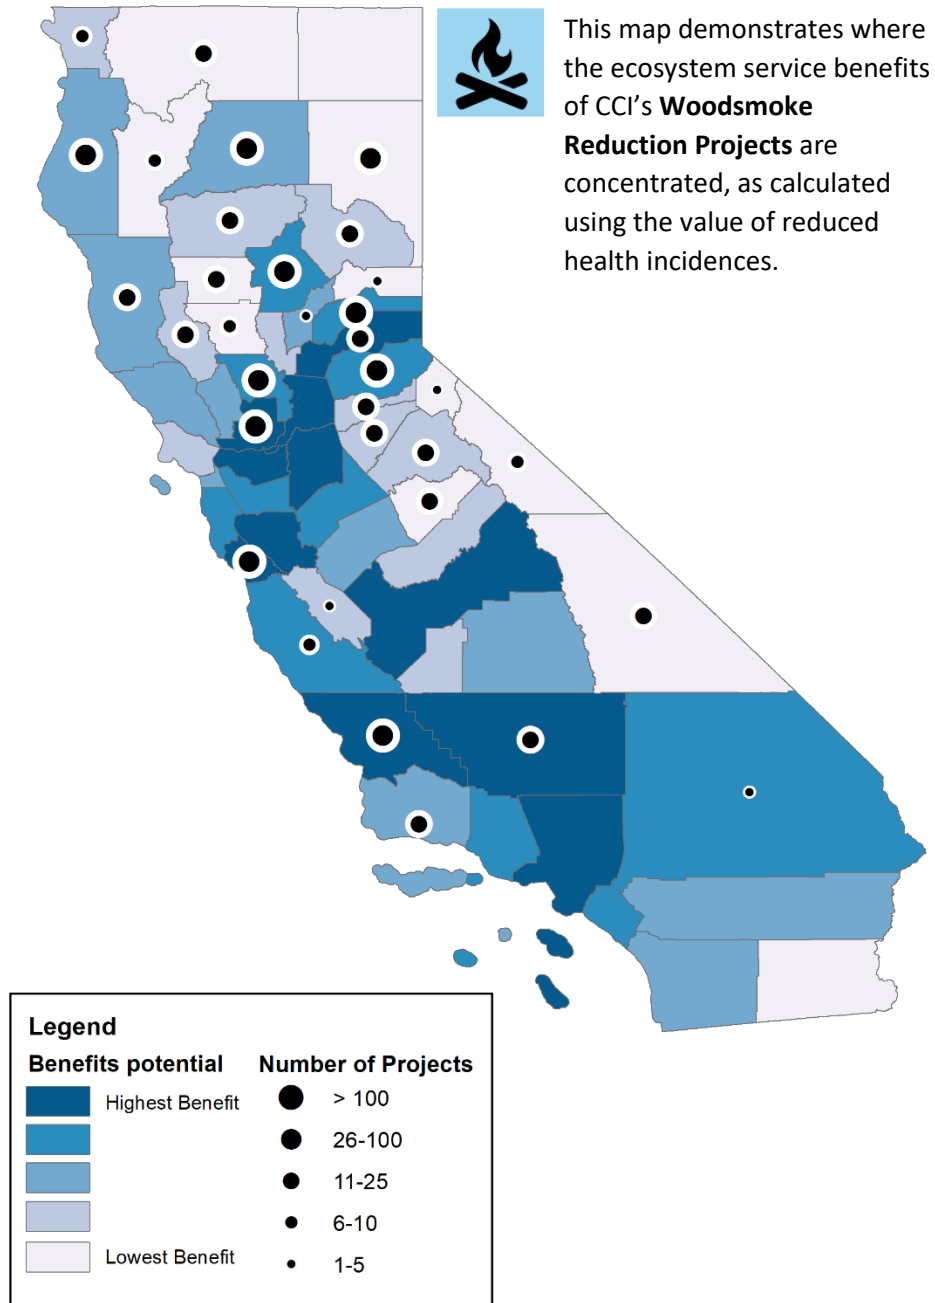 This map demonstrates where
the ecosystem service benefits
of CCI’s Woodsmoke
Reduction Projects are
concentrated, as calculated
using the value of reduced
health incidences.
Legend
Benefits potential
Highest Benefit
Lowest Benefit
Number of Projects
> 100
26-100
11-25
6-10
1-5